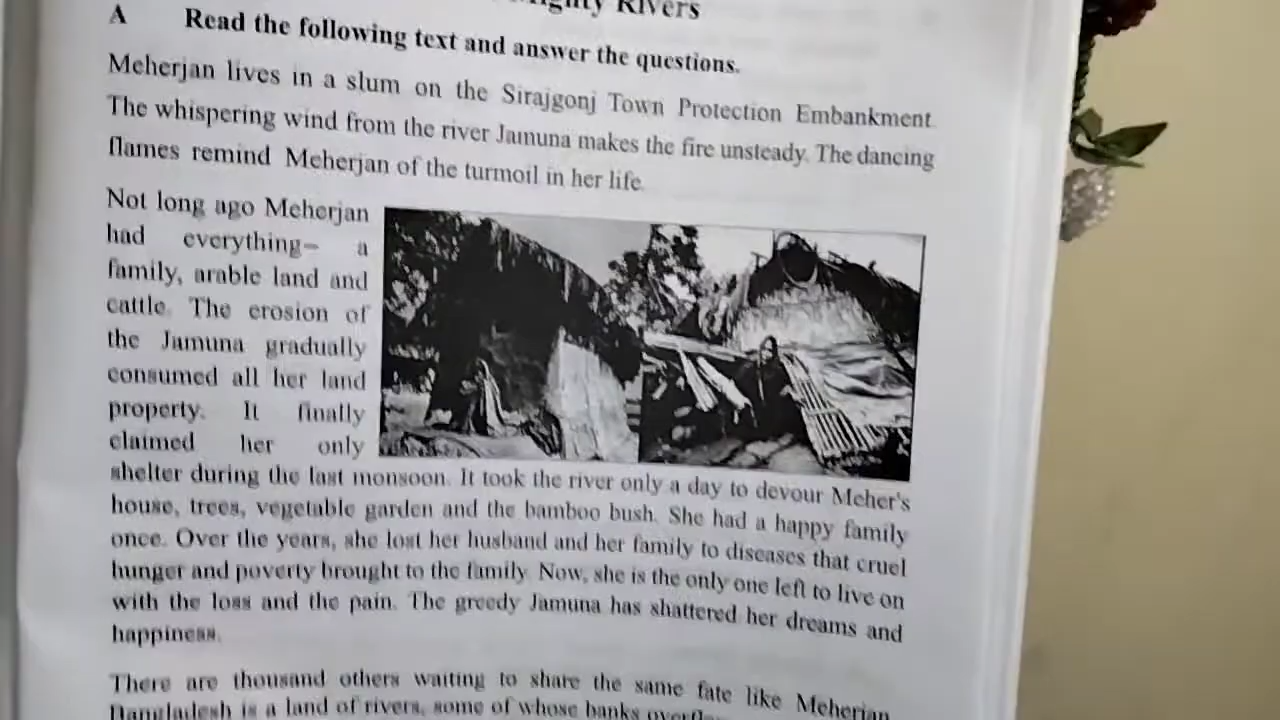 Mighty Rivers
A Read the following text and answer the questions.
Meherjan lives in a slum on the Sirajgonj Town Protection Embankment.
The whispering wind from the river Jamuna makes the fire unsteady. The dancing
flames remind Meherjan of the turmoil in her life.
Not long ago Meherjan
had everything– a
family, arable land and
cattle. The erosion of
the Jamuna gradually
consumed all her land
property. It finally
claimed her only
shelter during the last monsoon. It took the river only a day to devour Meher's
house, trees, vegetable garden and the bamboo bush. She had a happy family
once. Over the years, she lost her husband and her family to diseases that cruel
hunger and poverty brought to the family. Now, she is the only one left to live on
with the loss and the pain. The greedy Jamuna has shattered her dreams and
happiness.
There are thousand others waiting to share the same fate like Meherjan.
Bangladesh is a land of rivers, some of whose banks